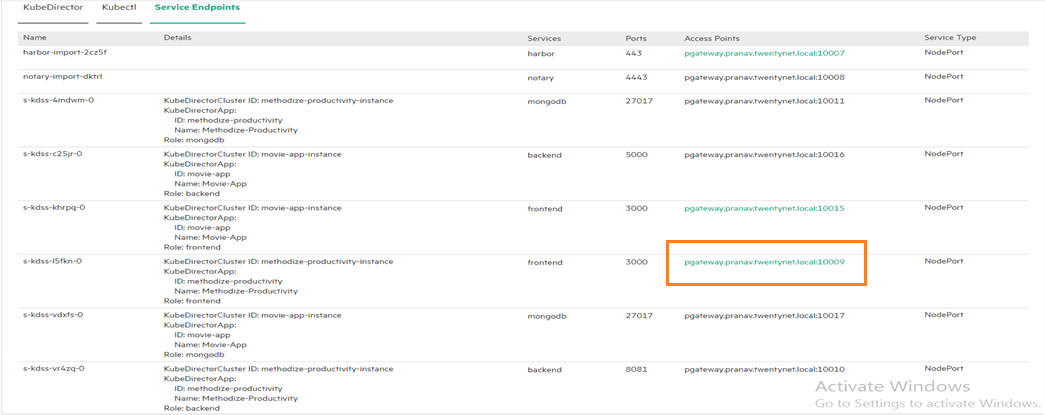 KubeDirector Kubectl Service Endpoints
Name Details Services Ports Access Points Service Type
harbor-import-2cz5f harbor 443 pgateway.pranav.twentynet.local:10007 NodePort
notary-import-dktrl notary 4443 pgateway.pranav.twentynet.local:10008 NodePort
s-kdss-4mdwm-0 KubeDirectorCluster ID: methodize-productivity-instance mongodb 27017 pgateway.pranav.twentynet.local:10011 NodePort
KubeDirectorApp:
ID: methodize-productivity
Name: Methodize-Productivity
Role: mongodb
s-kdss-c25jr-0 KubeDirectorCluster ID: movie-app-instance backend 5000 pgateway.pranav.twentynet.local:10016 NodePort
KubeDirectorApp:
ID: movie-app
Name: Movie-App
Role: backend
s-kdss-khrpq-0 KubeDirectorCluster ID: movie-app-instance frontend 3000 pgateway.pranav.twentynet.local:10015 NodePort
KubeDirectorApp:
ID: movie-app
Name: Movie-App
Role: frontend
s-kdss-l5fkn-0 KubeDirectorCluster ID: methodize-productivity-instance frontend 3000 pgateway.pranav.twentynet.local:10009 NodePort
KubeDirectorApp:
ID: methodize-productivity
Name: Methodize-Productivity
Role: frontend
s-kdss-vdxfs-0 KubeDirectorCluster ID: movie-app-instance mongodb 27017 pgateway.pranav.twentynet.local:10017 NodePort
KubeDirectorApp:
ID: movie-app
Name: Movie-App
Role: mongodb
s-kdss-vr4zq-0 KubeDirectorCluster ID: methodize-productivity-instance backend 8081 pgateway.pranav.twentynet.local:10010 NodePort
KubeDirectorApp:
ID: methodize-productivity
Name: Methodize-Productivity
Role: backend
Activate Windows
Go to Settings to activate Windows.